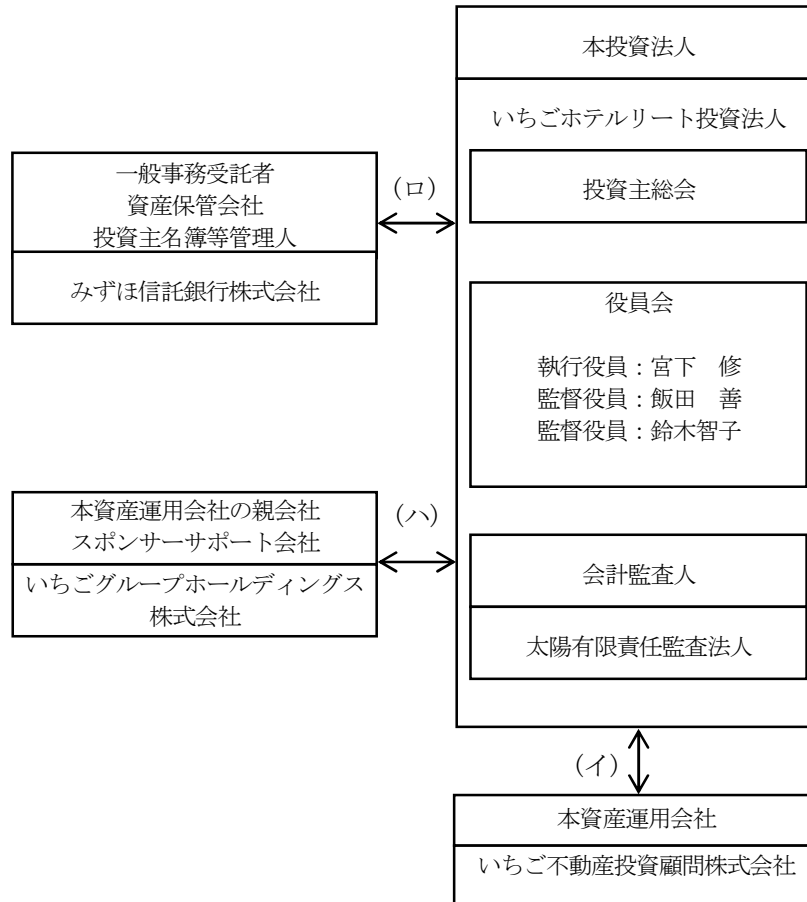 本投資法人
いちごホテルリート投資法人
投資主総会
一般事務受託者
資産保管会社
投資主名簿等管理人
みずほ信託銀行株式会社
(ロ)
役員会
執行役員:宮下 修
監督役員:飯田 善
監督役員:鈴木智子
本資産運用会社の親会社
スポンサーサポート会社
いちごグループホールディングス
株式会社
(ハ)
会計監査人
太陽有限責任監査法人
(イ)
本資産運用会社
いちご不動産投資顧問株式会社